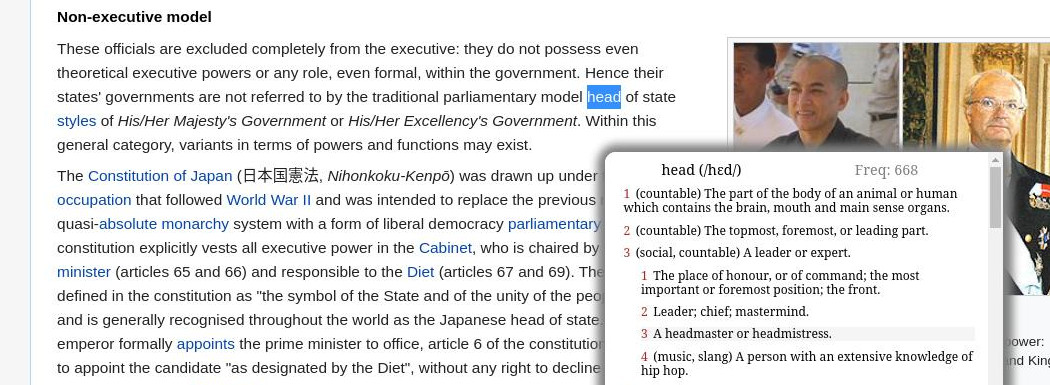 Non-executive model
These officials are excluded completely from the executive: they do not possess even
theoretical executive powers or any role, even formal, within the government. Hence their
states' governments are not referred to by the traditional parliamentary model head of state
styles of His/Her Majesty's Government or His/Her Excellency's Government. Within this
general category, variants in terms of powers and functions may exist.
The Constitution of Japan (日本国憲法, Nihonkoku-Kenpō) was drawn up under
occupation that followed World War II and was intended to replace the previous
quasi-absolute monarchy system with a form of liberal democracy parliamentary
constitution explicitly vests all executive power in the Cabinet, who is chaired by
minister (articles 65 and 66) and responsible to the Diet (articles 67 and 69). The
defined in the constitution as "the symbol of the State and of the unity of the peo
and is generally recognised throughout the world as the Japanese head of state.
emperor formally appoints the prime minister to office, article 6 of the constitution
to appoint the candidate "as designated by the Diet", without any right to decline
head (/hɛd/) Freq: 668
1 (countable) The part of the body of an animal or human
which contains the brain, mouth and main sense organs.
2 (countable) The topmost, foremost, or leading part.
3 (social, countable) A leader or expert.
1 The place of honour, or of command; the most
important or foremost position; the front.
2 Leader; chief; mastermind.
3 A headmaster or headmistress.
4 (music, slang) A person with an extensive knowledge of
hip hop.
ower:
nd King